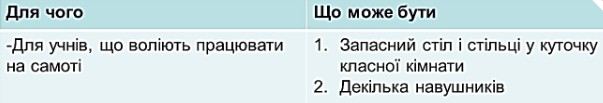 Для чого
Що може бути
-Для учнів, що воліють працювати
на самоті
1. Запасний стіл і стільці у куточку
класної кімнати
2. Декілька навушників